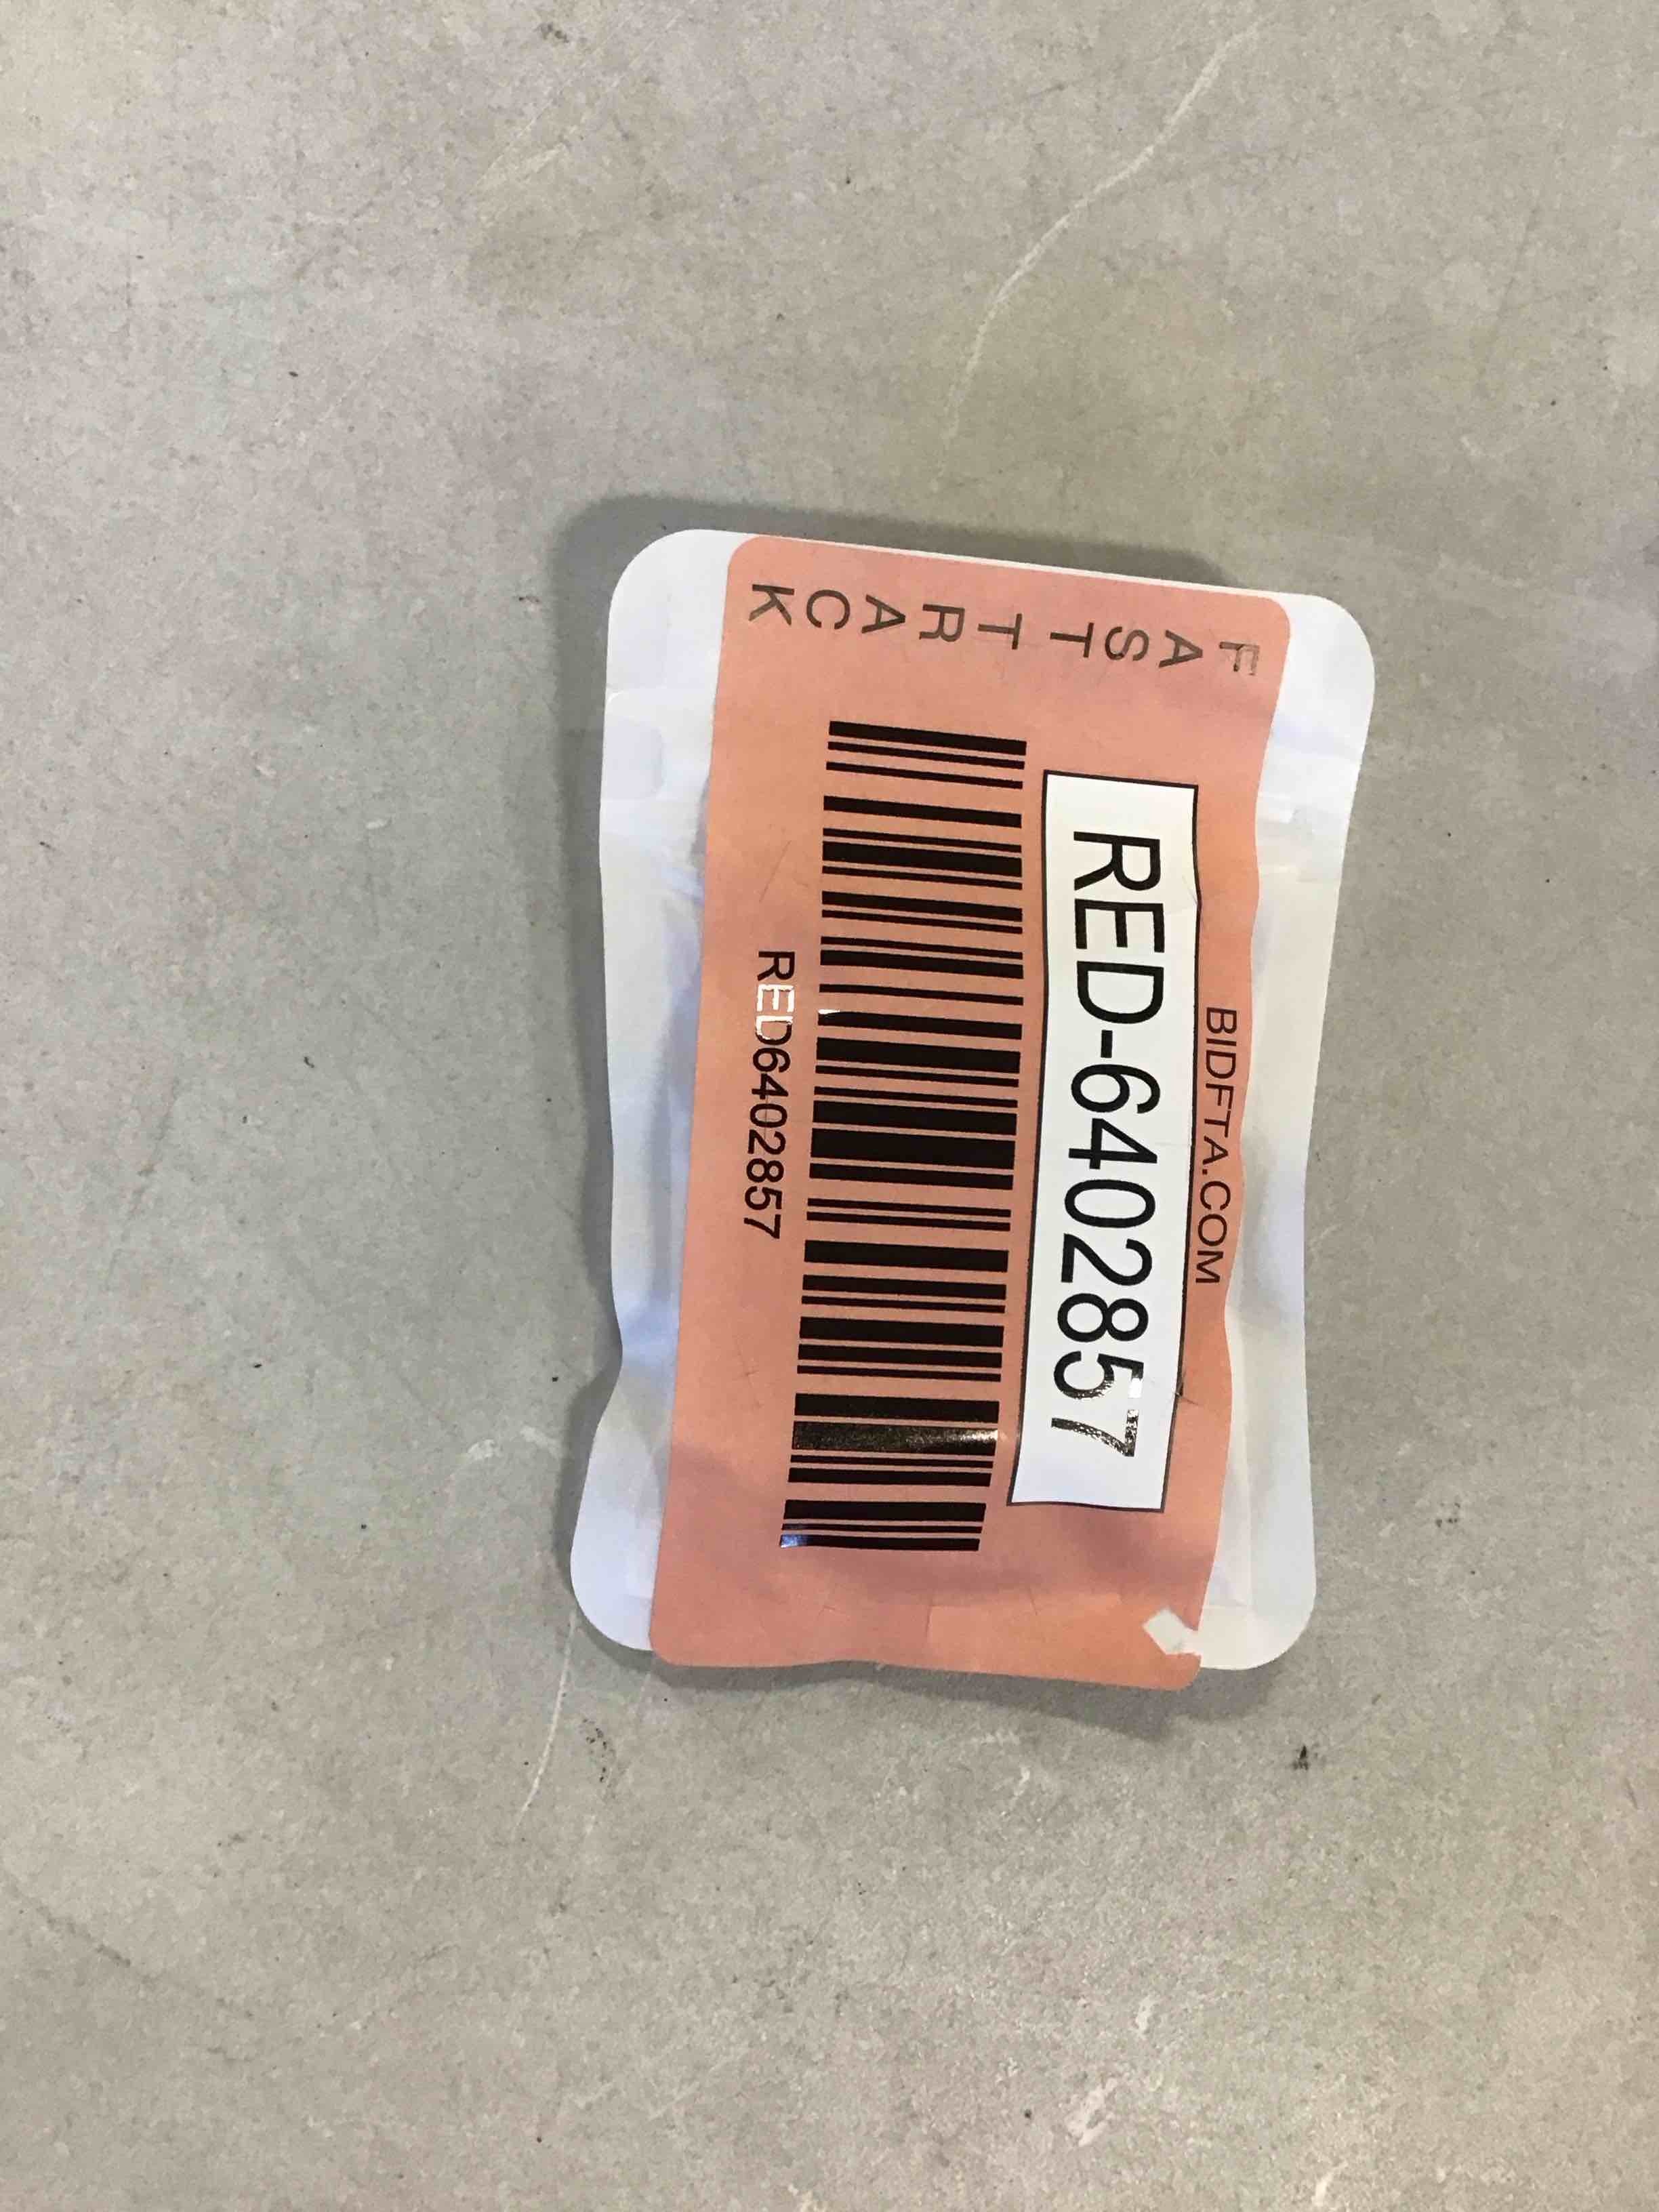 BIDFTA.COM
RED-6402857
RED6402857
FAST TRACK